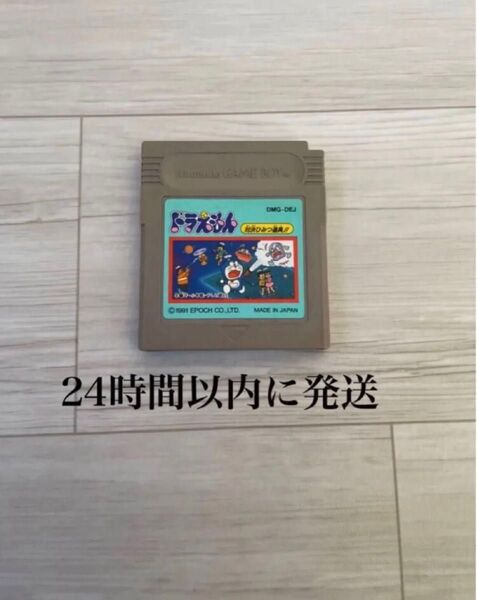 Nintendo GAME BOY
DMG-DEJ
ドラえもん
対決ひみつ道具!!
©1991 EPOCH CO., LTD.
MADE IN JAPAN
24時間以内に発送